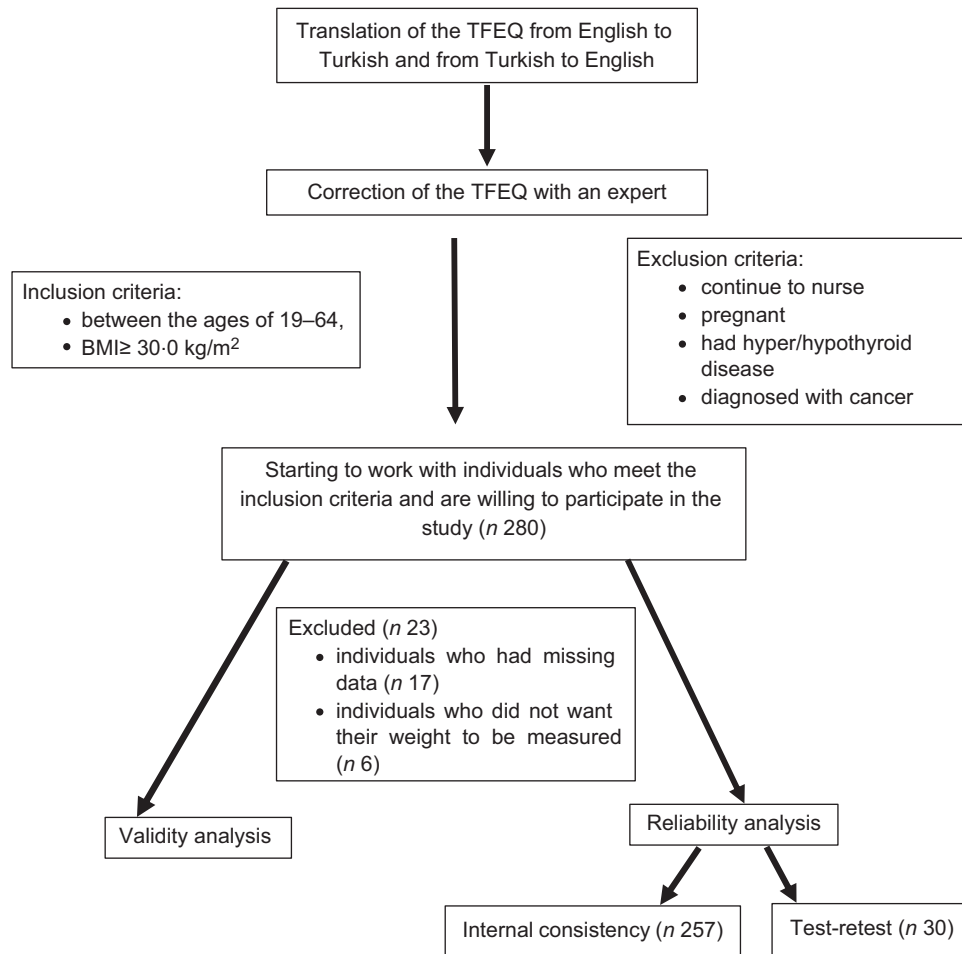 Translation of the TFEQ from English to
Turkish and from Turkish to English
Correction of the TFEQ with an expert
Inclusion criteria:
• between the ages of 19–64,
• BMI≥ 30·0 kg/m²
Exclusion criteria:
• continue to nurse
• pregnant
• had hyper/hypothyroid
disease
• diagnosed with cancer
Starting to work with individuals who meet the
inclusion criteria and are willing to participate in the
study (n 280)
Excluded (n 23)
• individuals who had missing
data (n 17)
• individuals who did not want
their weight to be measured
(n 6)
Validity analysis
Reliability analysis
Internal consistency (n 257)
Test-retest (n 30)